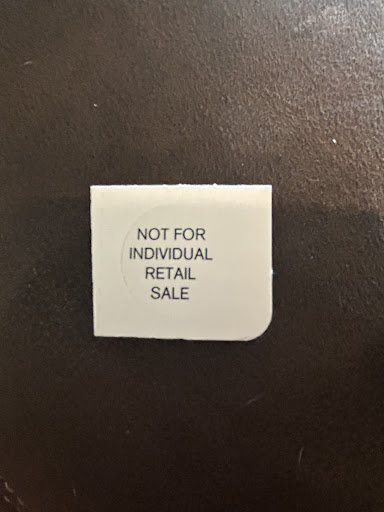 NOT FOR
INDIVIDUAL
RETAIL
SALE